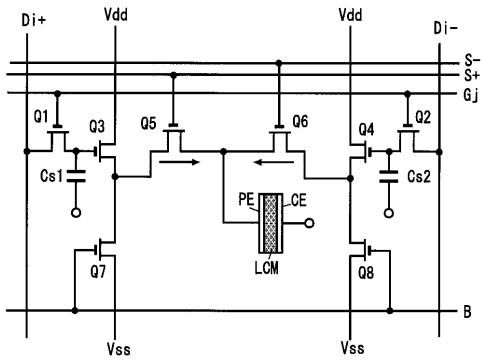 Di+ Vdd Vdd Di-
S-
S+
Gj
Q1 Q3 Q5 Q6 Q4 Q2
Cs1 Cs2
PE CE
LCM
Q7 Q8
B
Vss Vss